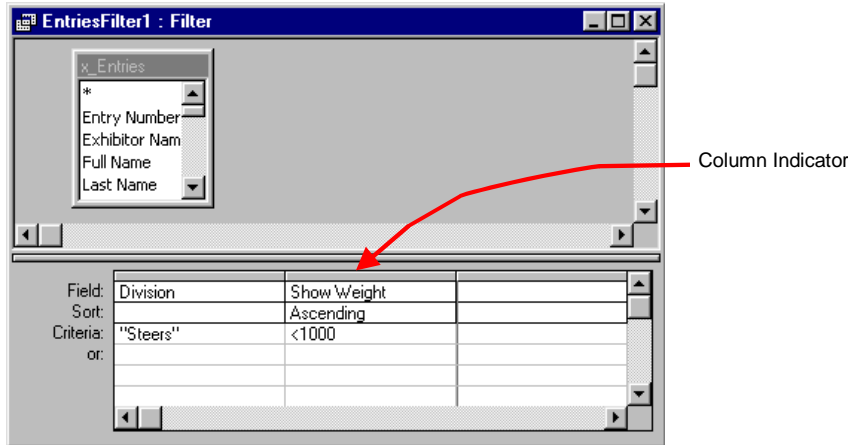 EntriesFilter1 : Filter
x_Entries
*
Entry Number
Exhibitor Nam
Full Name
Last Name
Column Indicator
Field: Division Show Weight
Sort: Ascending
Criteria: "Steers" <1000
or: